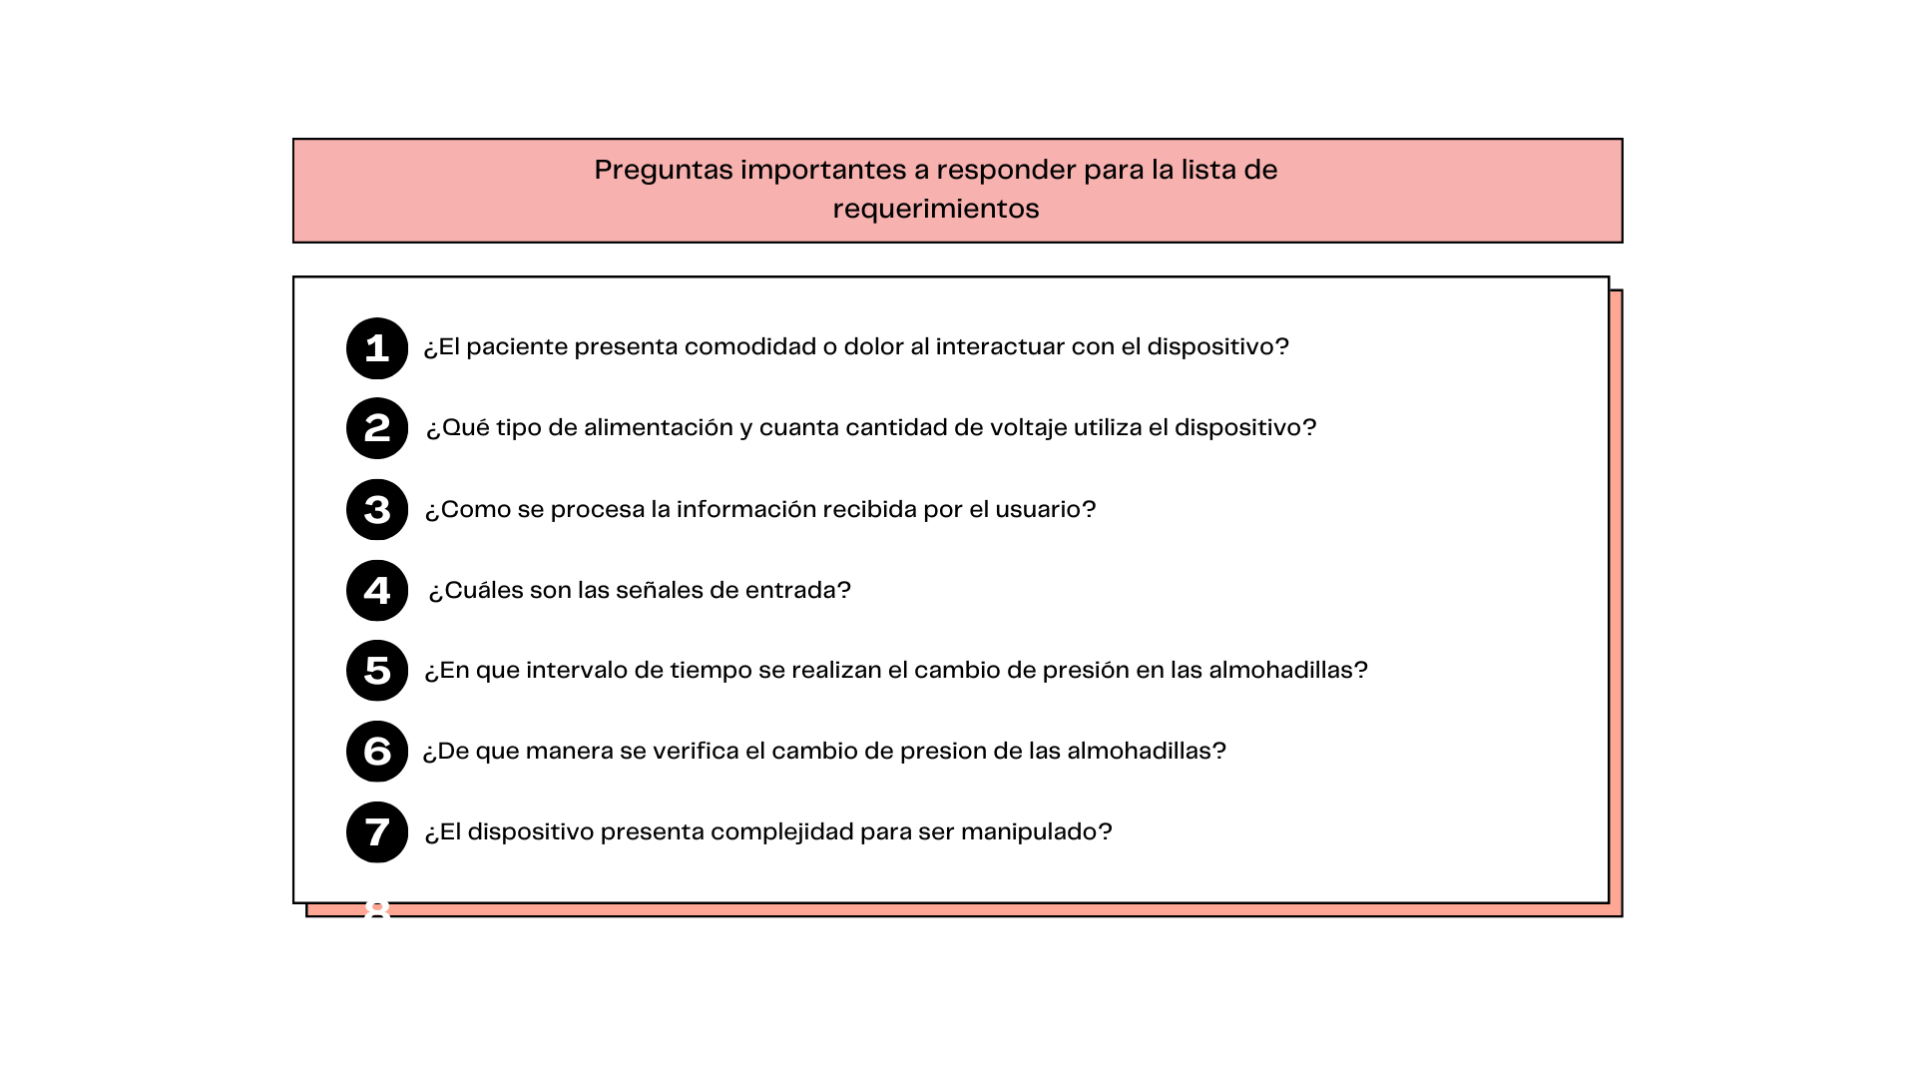 Preguntas importantes a responder para la lista de
requerimientos
1 ¿El paciente presenta comodidad o dolor al interactuar con el dispositivo?
2 ¿Qué tipo de alimentación y cuanta cantidad de voltaje utiliza el dispositivo?
3 ¿Como se procesa la información recibida por el usuario?
4 ¿Cuáles son las señales de entrada?
5 ¿En que intervalo de tiempo se realizan el cambio de presión en las almohadillas?
6 ¿De que manera se verifica el cambio de presion de las almohadillas?
7 ¿El dispositivo presenta complejidad para ser manipulado?
8